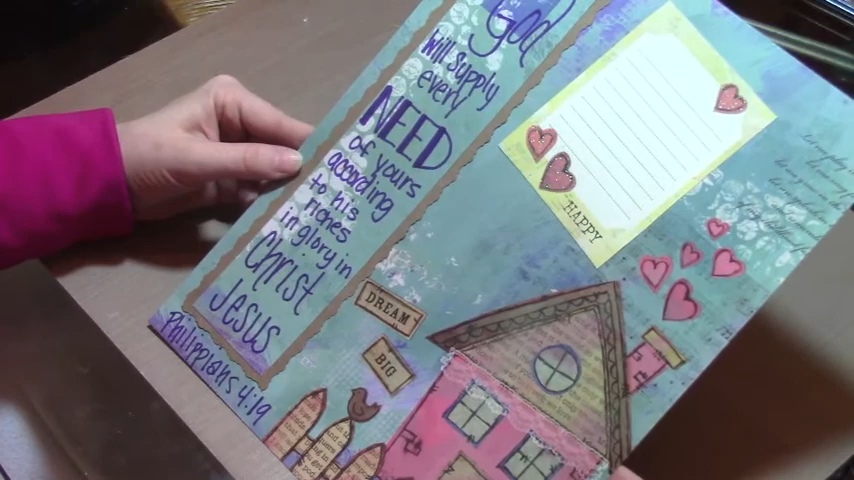 God
will supply
every
NEED
of yours
according
to his
riches
in glory in
Christ
Jesus
Philippians 4:19
HAPPY
DREAM
BIG